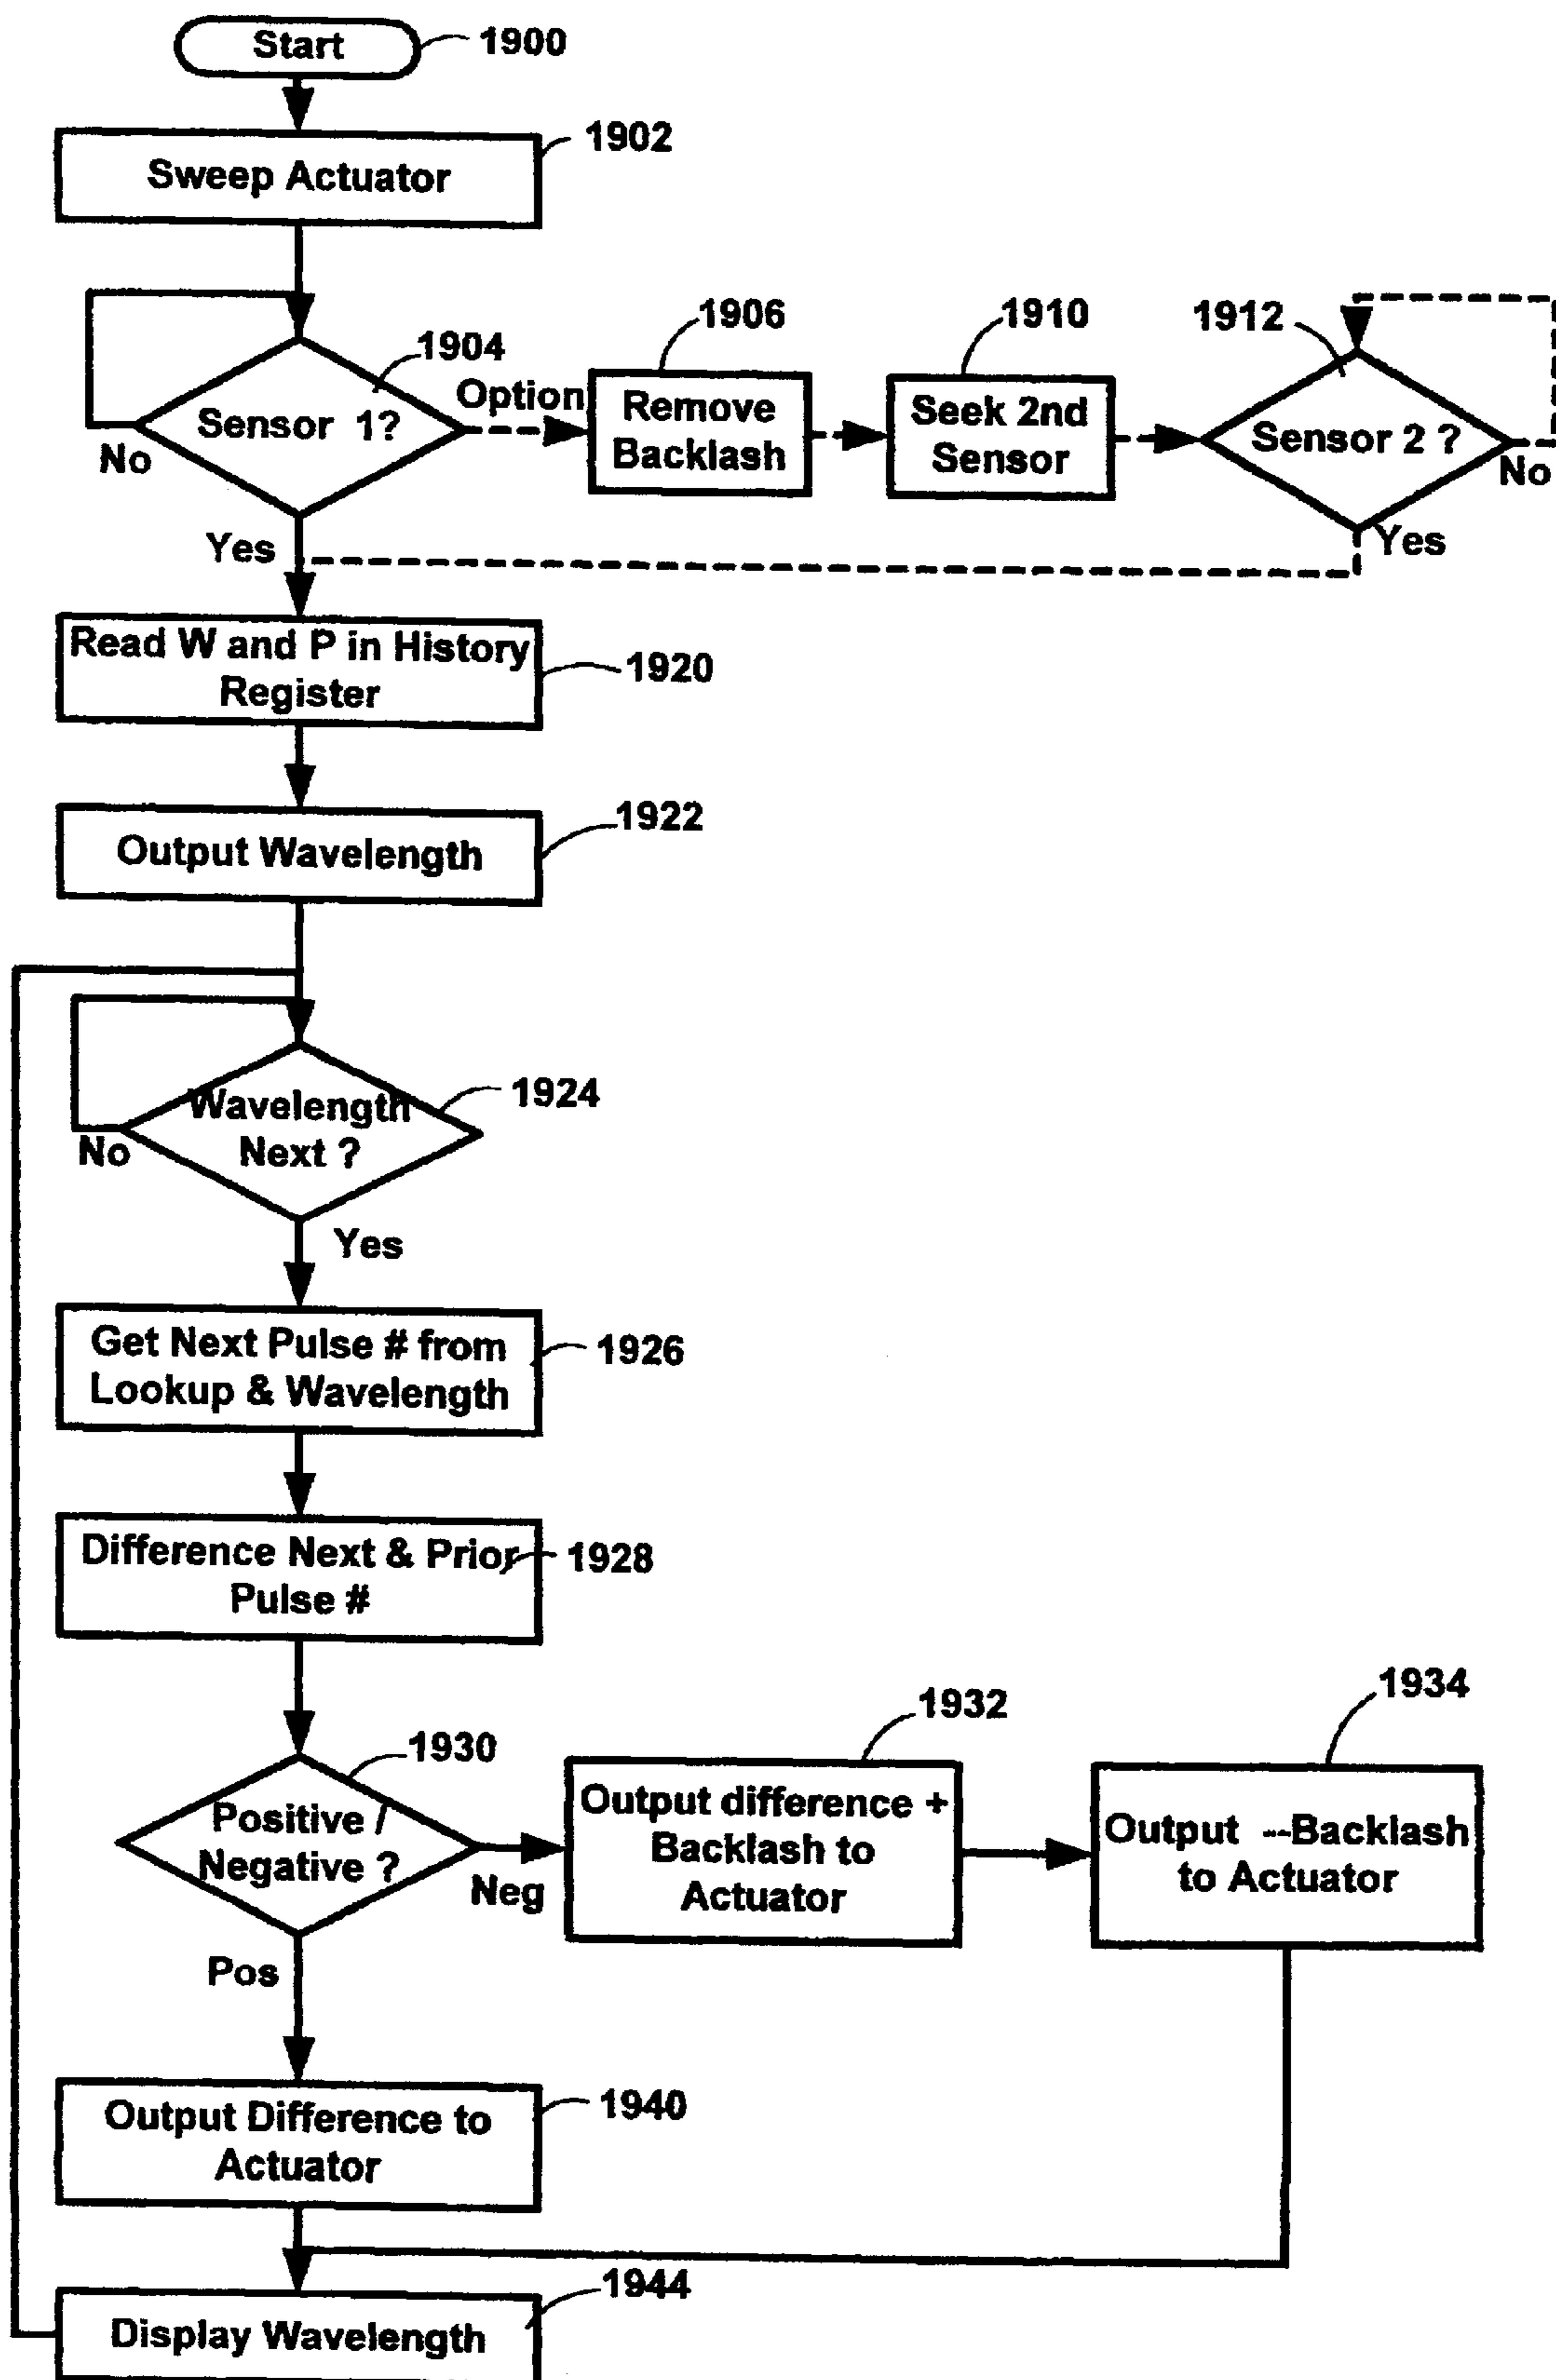 Start
1900
Sweep Actuator
1902
Sensor 1?
1904
No
Yes
Option
Remove
Backlash
1906
Seek 2nd
Sensor
1910
Sensor 2 ?
1912
No
Yes
Read W and P in History
Register
1920
Output Wavelength
1922
Wavelength
Next ?
1924
No
Yes
Get Next Pulse # from
Lookup & Wavelength
1926
Difference Next & Prior
Pulse #
1928
Positive /
Negative ?
1930
Neg
Pos
Output difference +
Backlash to
Actuator
1932
Output --Backlash
to Actuator
1934
Output Difference to
Actuator
1940
Display Wavelength
1944